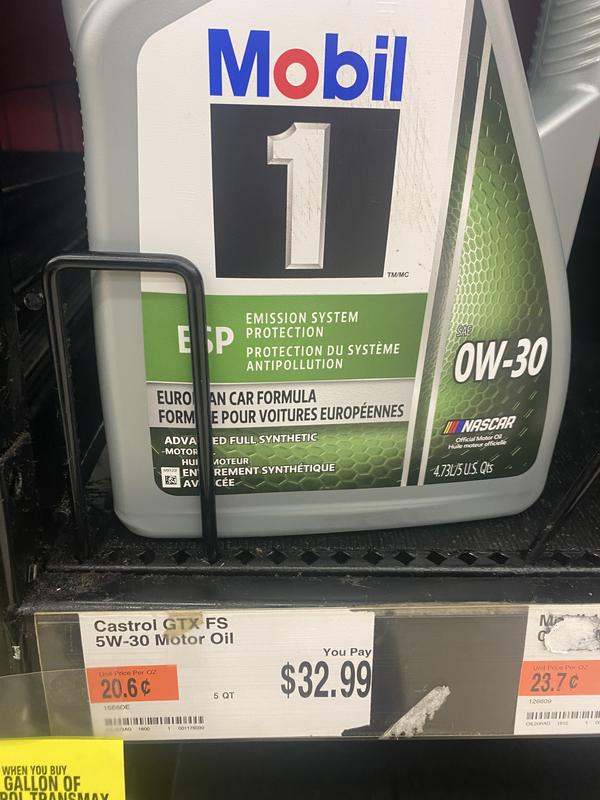 Mobil
1
TM/MC
ESP
EMISSION SYSTEM
PROTECTION
PROTECTION DU SYSTÈME
ANTIPOLLUTION
SAE
0W-30
CAR FORMULA
POUR VOITURES EUROPÉENNES
NASCAR
Official Motor Oil
Huile moteur officielle
FULL SYNTHETIC
SYNTHÉTIQUE
4.73L/5 U.S. Qts
Castrol GTX FS
5W-30 Motor Oil
You Pay
Unit Price Per OZ
20.6¢
5 QT
$32.99
Unit Price Per OZ
23.7¢
126609
WHEN YOU BUY
GALLON OF
TRANSMAX